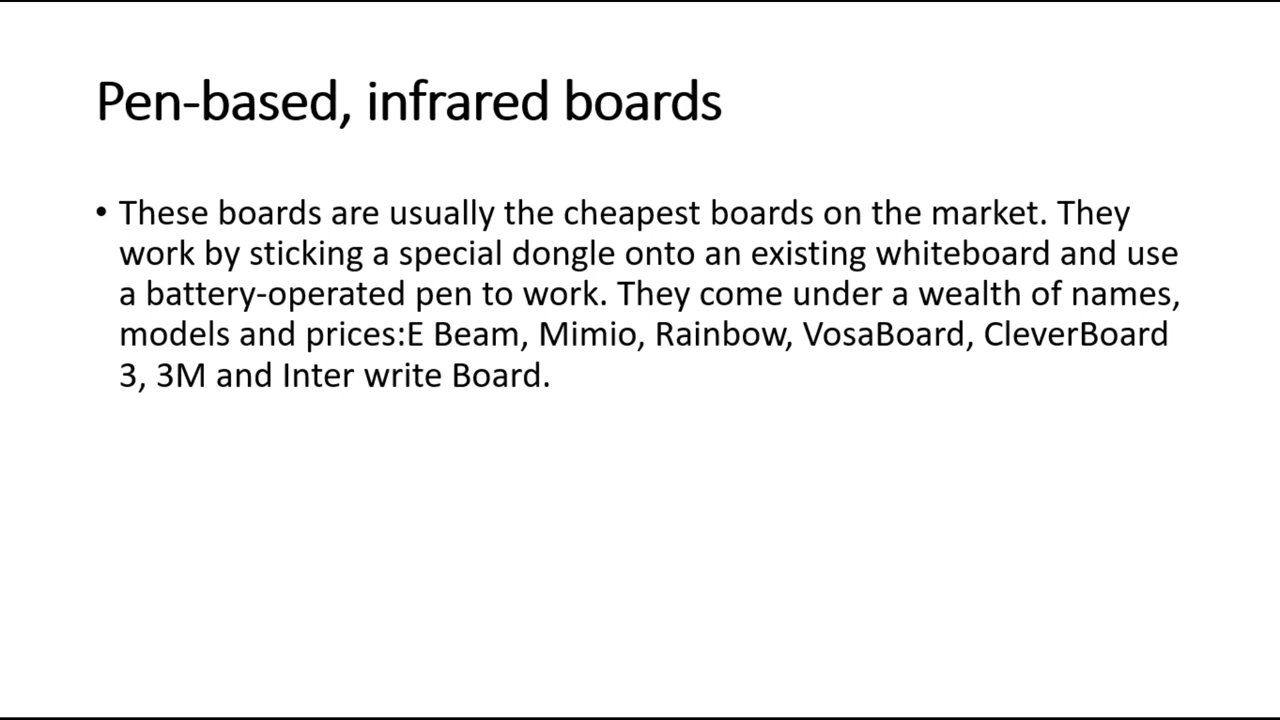 Pen-based, infrared boards
• These boards are usually the cheapest boards on the market. They
work by sticking a special dongle onto an existing whiteboard and use
a battery-operated pen to work. They come under a wealth of names,
models and prices:E Beam, Mimio, Rainbow, VosaBoard, CleverBoard
3, 3M and Inter write Board.